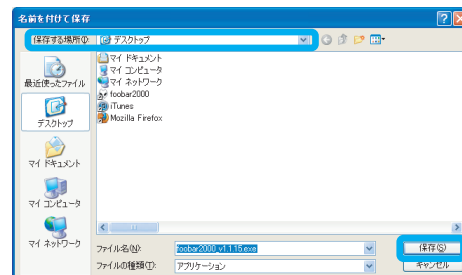 名前を付けて保存
保存する場所(I):
デスクトップ
最近使ったファイル
デスクトップ
マイ ドキュメント
マイ コンピュータ
マイ ネットワーク
マイ ドキュメント
マイ コンピュータ
マイ ネットワーク
foobar2000
iTunes
Mozilla Firefox
ファイル名(N):
foobar2000_v1.1.15.exe
保存(S)
ファイルの種類(T):
アプリケーション
キャンセル